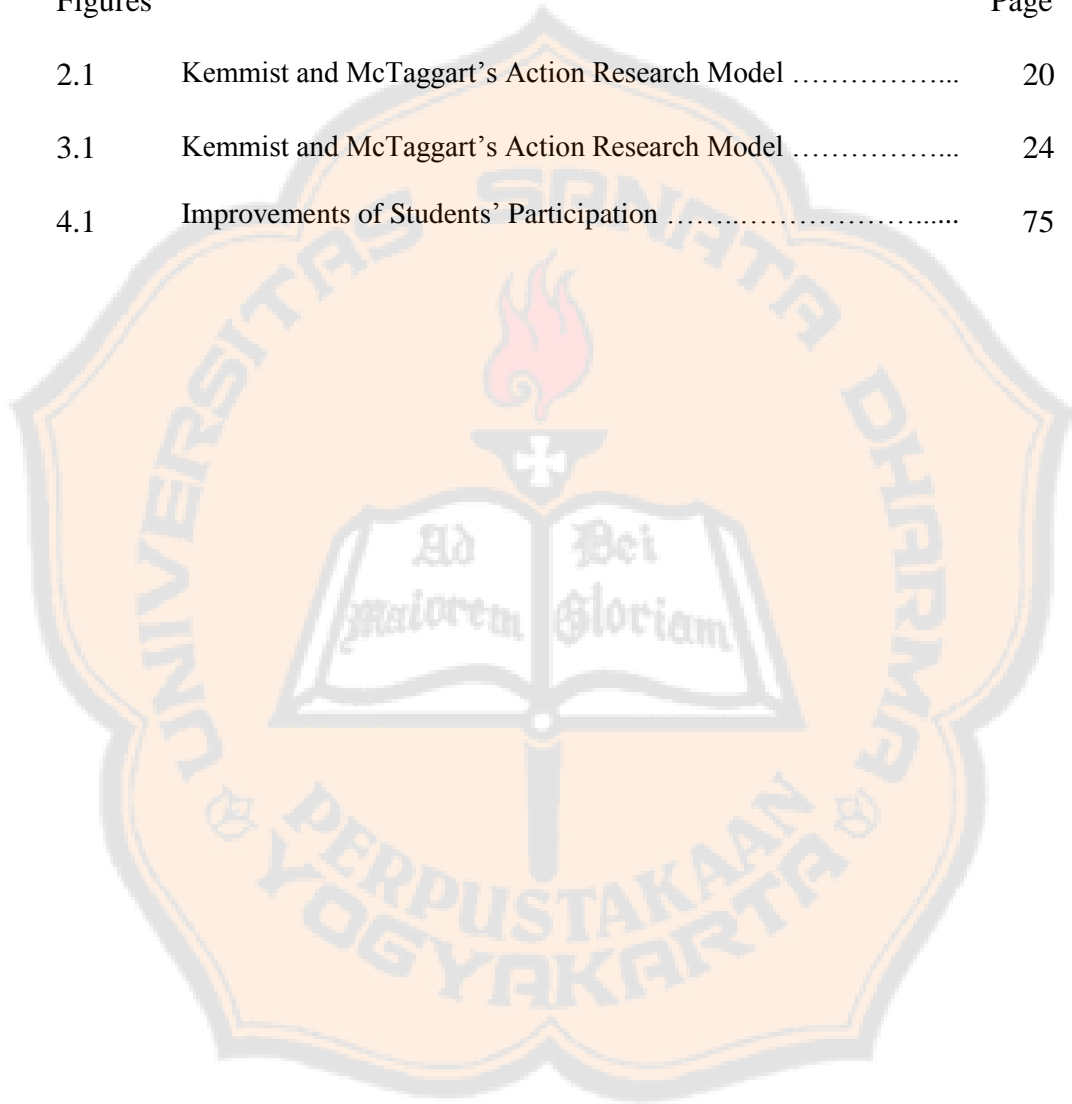 Figures Page
2.1 Kemmist and McTaggart’s Action Research Model ……………... 20
3.1 Kemmist and McTaggart’s Action Research Model ……………... 24
4.1 Improvements of Students’ Participation ……..…………………...... 75
UNIVERSITAS SANATA DHARMA
Ad Dei
Maiorem Gloriam
PERPUSTAKAAN
YOGYAKARTA